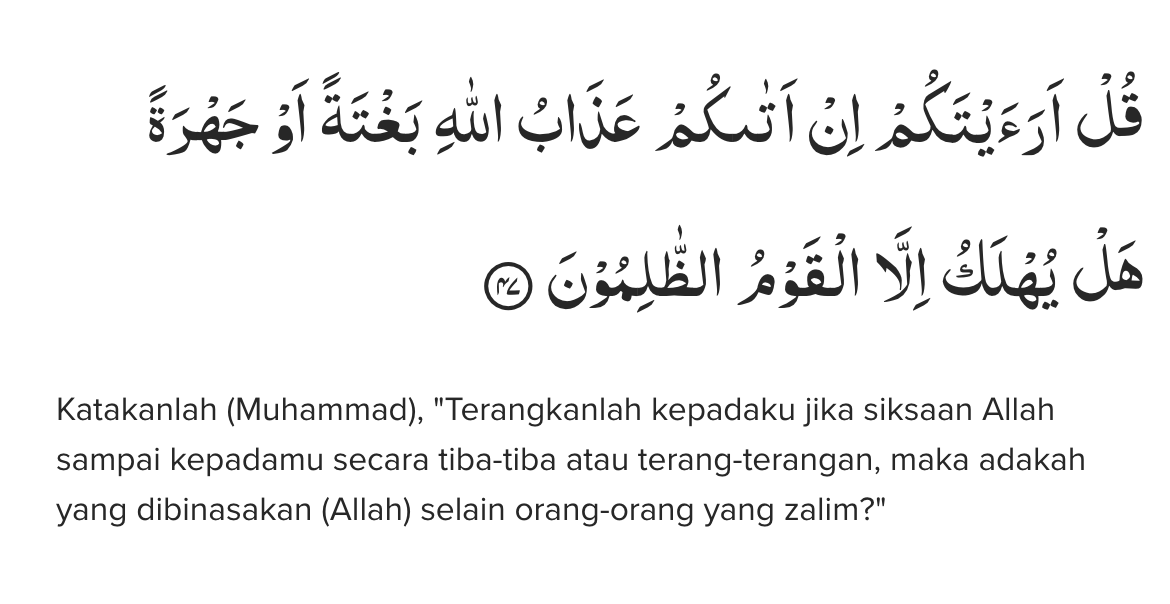 قُلْ اَرَءَيْتَكُمْ اِنْ اَتٰىكُمْ عَذَابُ اللّٰهِ بَغْتَةً اَوْ جَهْرَةً
هَلْ يُهْلَكُ اِلَّا الْقَوْمُ الظّٰلِمُوْنَ ۴۷
Katakanlah (Muhammad), "Terangkanlah kepadaku jika siksaan Allah
sampai kepadamu secara tiba-tiba atau terang-terangan, maka adakah
yang dibinasakan (Allah) selain orang-orang yang zalim?"